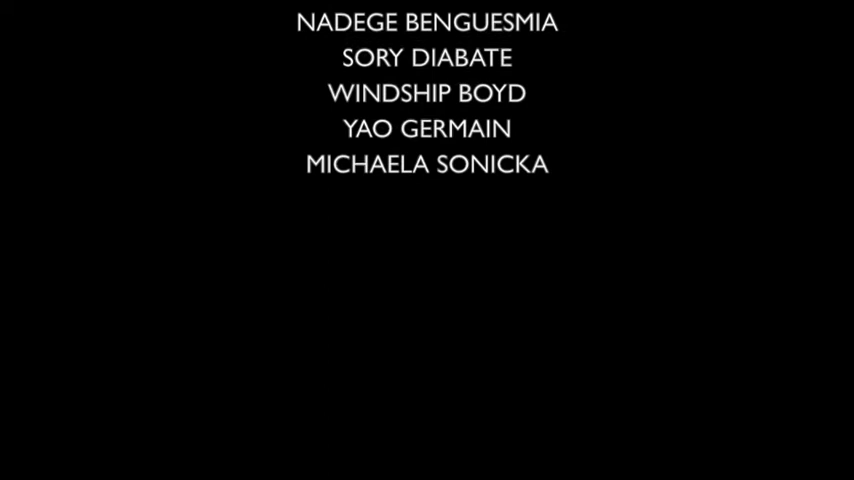 NADEGE BENGUESMIA
SORY DIABATE
WINDSHIP BOYD
YAO GERMAIN
MICHAELA SONICKA